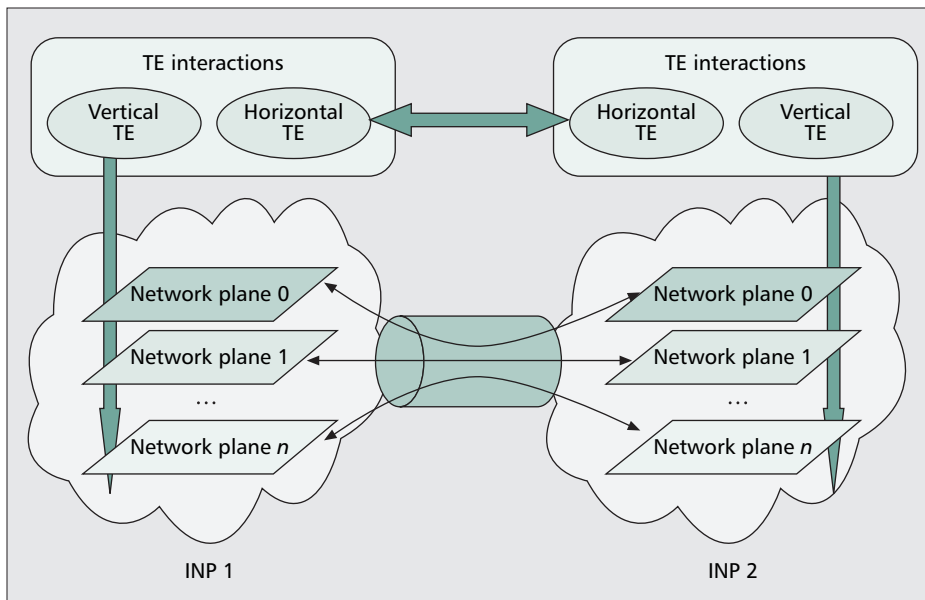 TE interactions
Vertical
TE
Horizontal
TE
TE interactions
Horizontal
TE
Vertical
TE
Network plane 0
Network plane 1
...
Network plane n
Network plane 0
Network plane 1
...
Network plane n
INP 1
INP 2